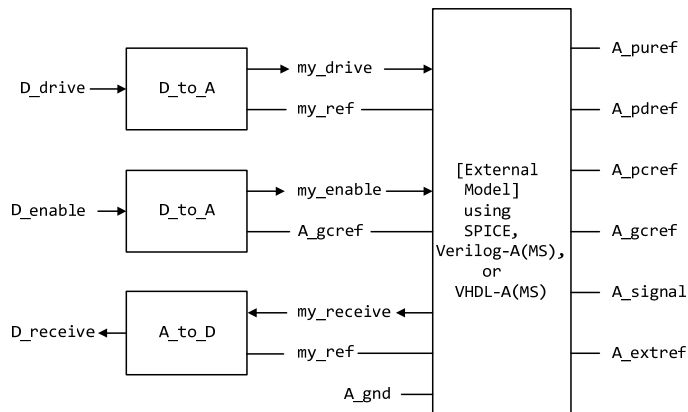 D_drive
D_to_A
my_drive
my_ref
D_enable
D_to_A
my_enable
A_gcref
D_receive
A_to_D
my_receive
my_ref
A_gnd
[External
Model]
using
SPICE,
Verilog-A(MS),
or
VHDL-A(MS)
A_puref
A_pdref
A_pcref
A_gcref
A_signal
A_extref